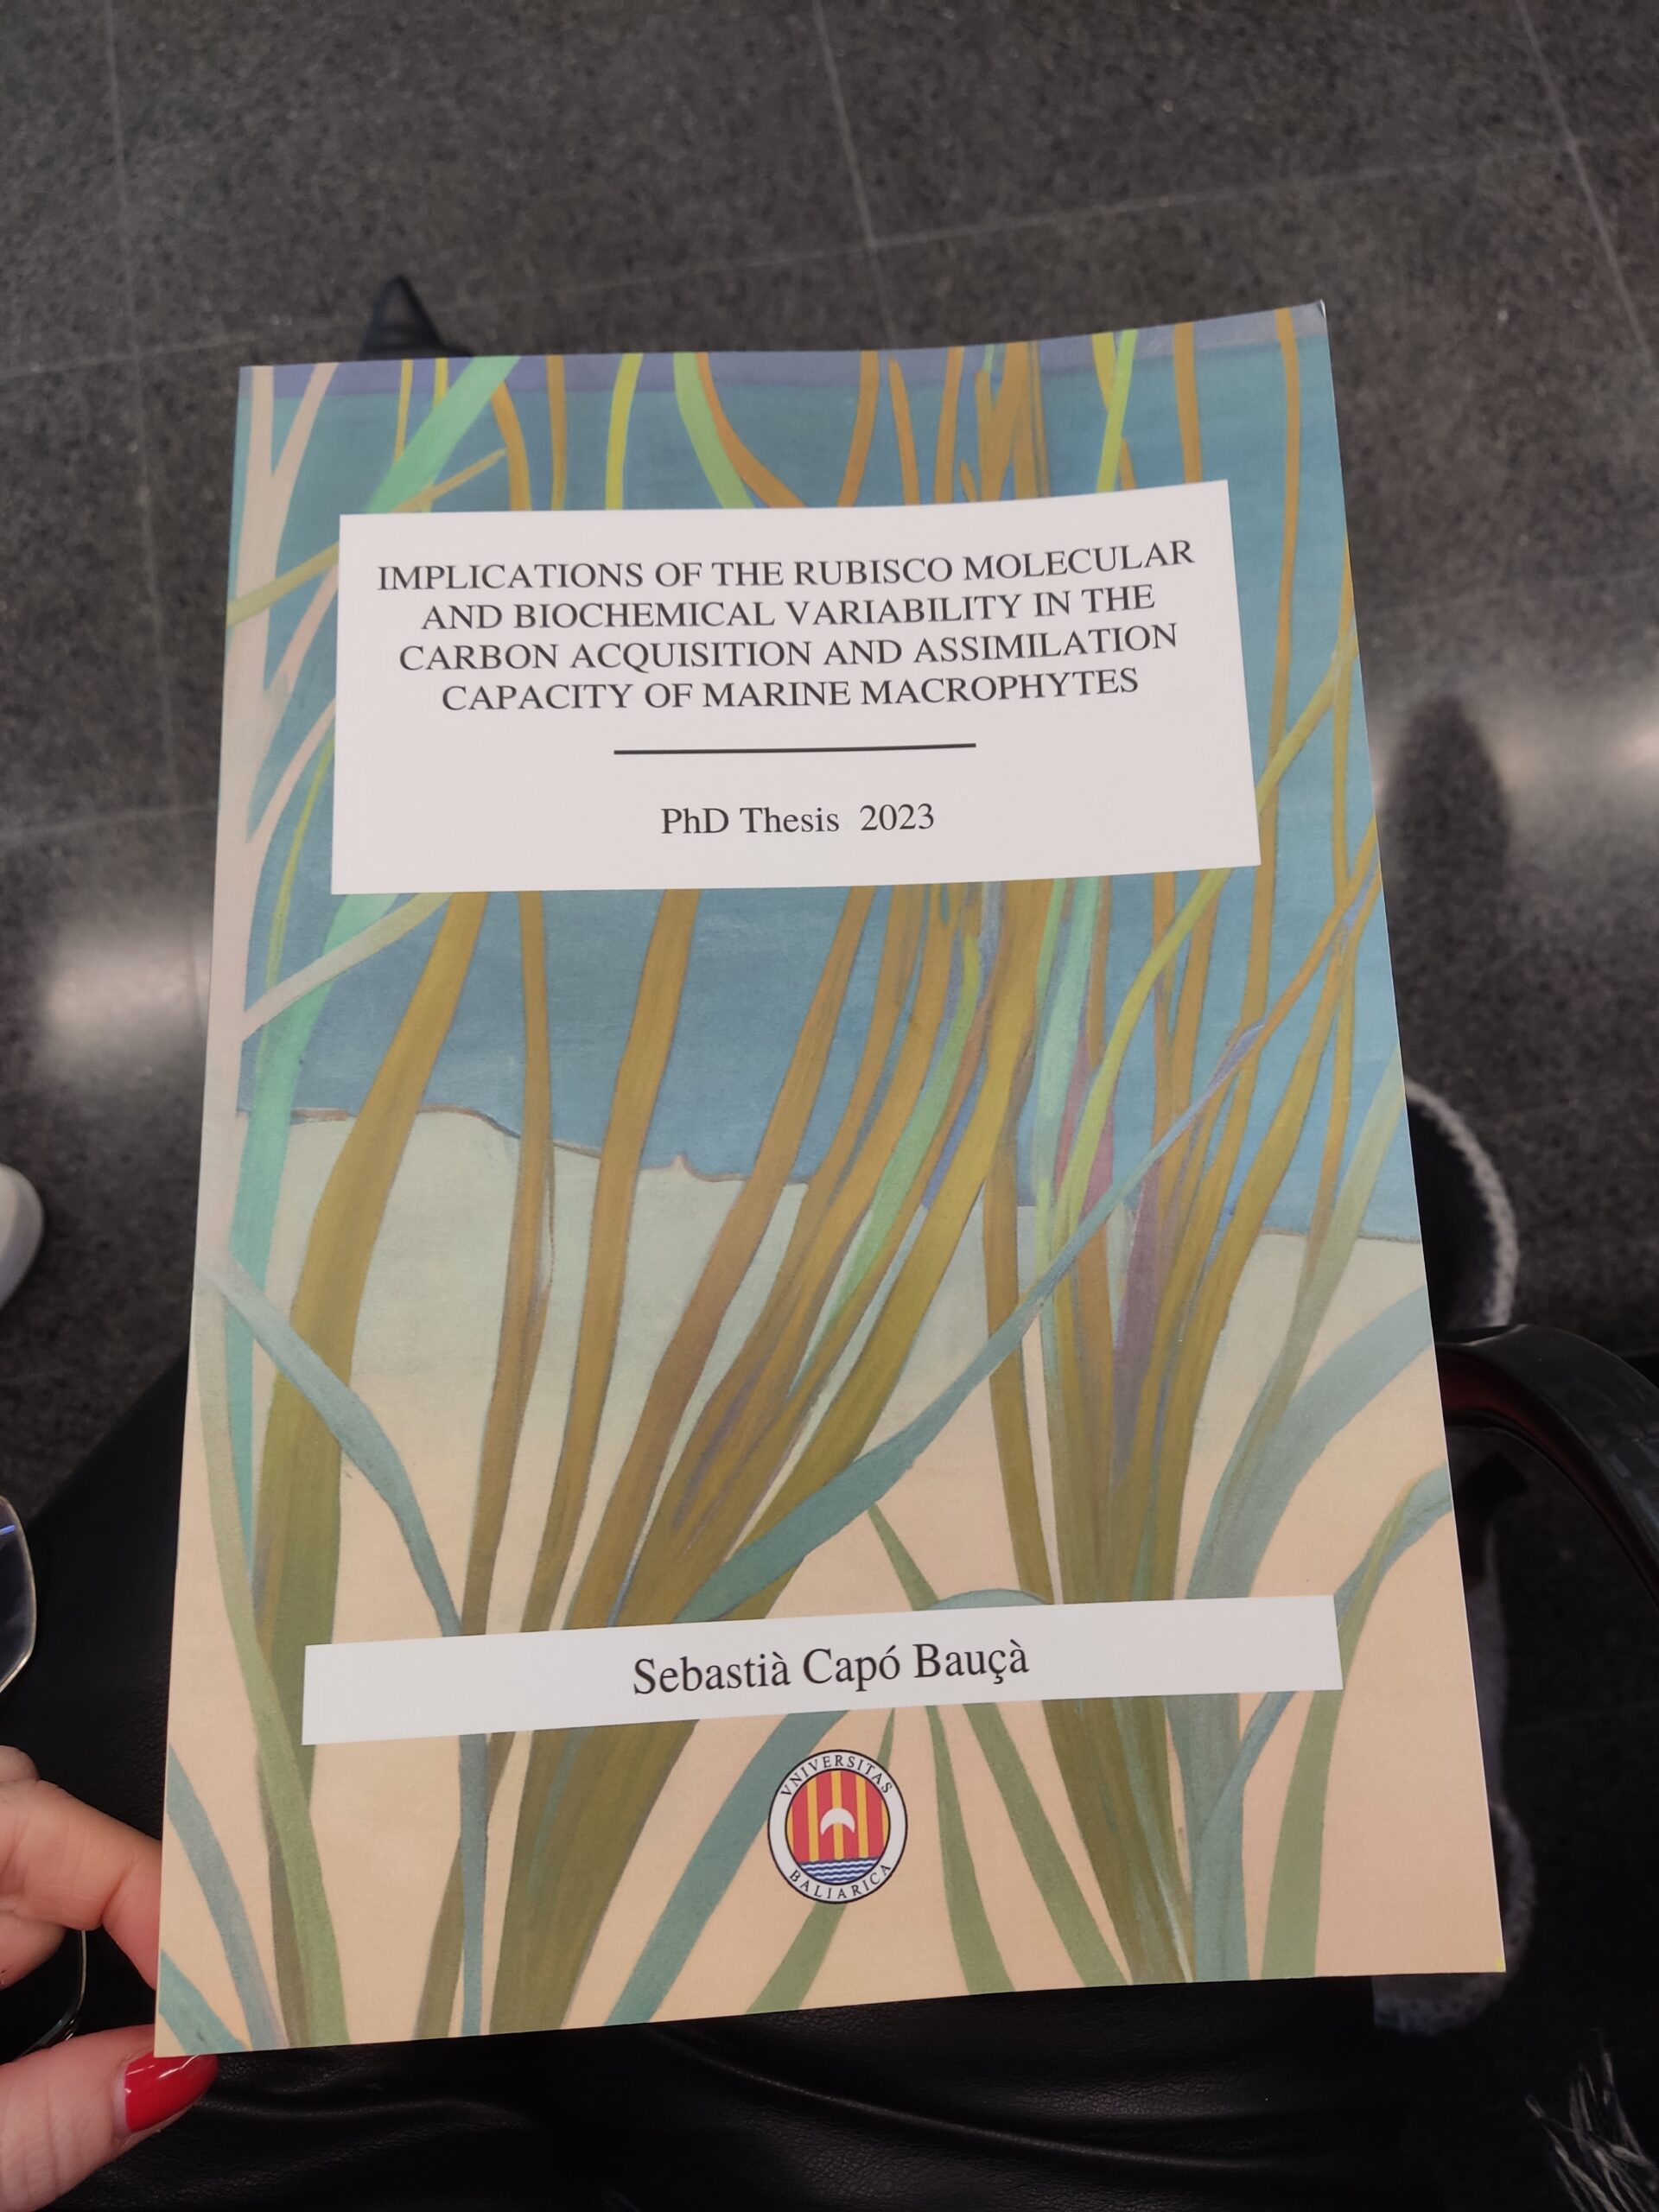 IMPLICATIONS OF THE RUBISCO MOLECULAR
AND BIOCHEMICAL VARIABILITY IN THE
CARBON ACQUISITION AND ASSIMILATION
CAPACITY OF MARINE MACROPHYTES
PhD Thesis 2023
Sebastià Capó Bauçà
VNIVERSITAS
BALIARICA